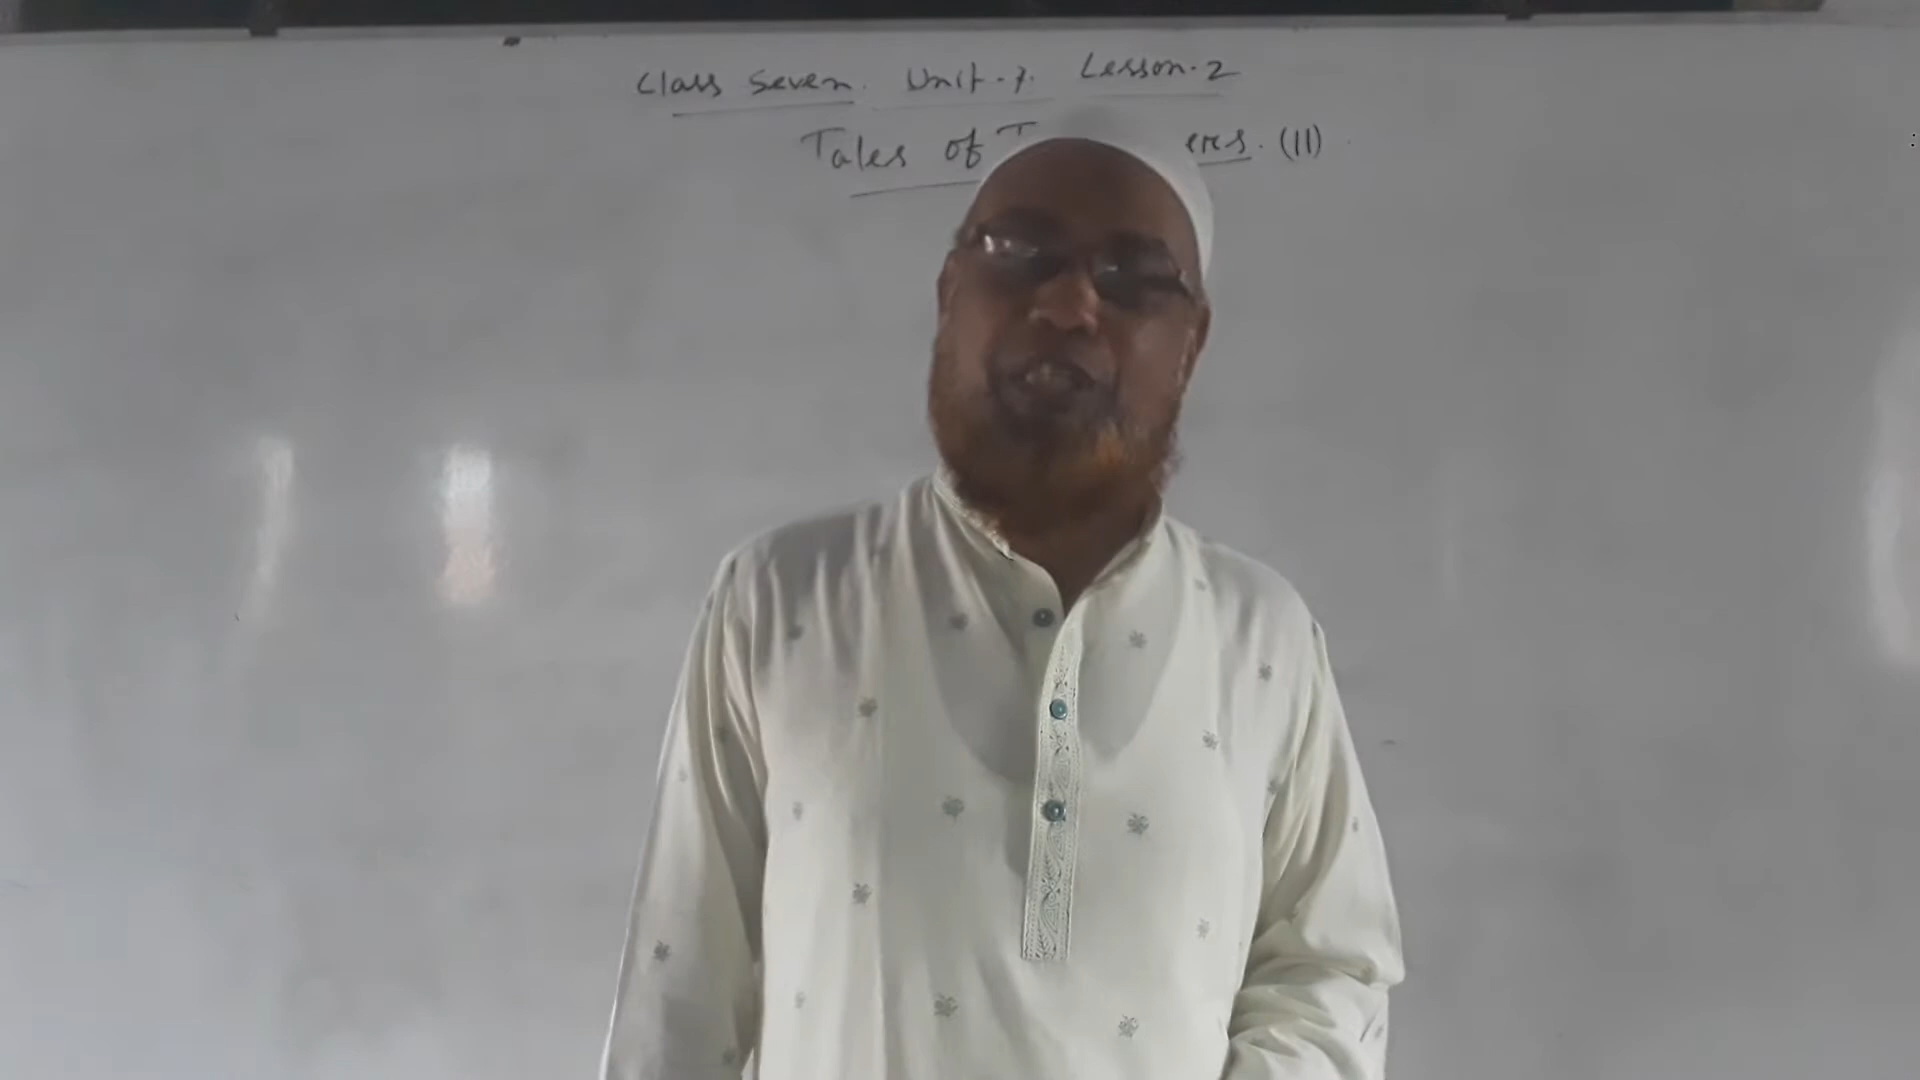 Class Seven. Unit-7. Lesson-2
Tales of (II)